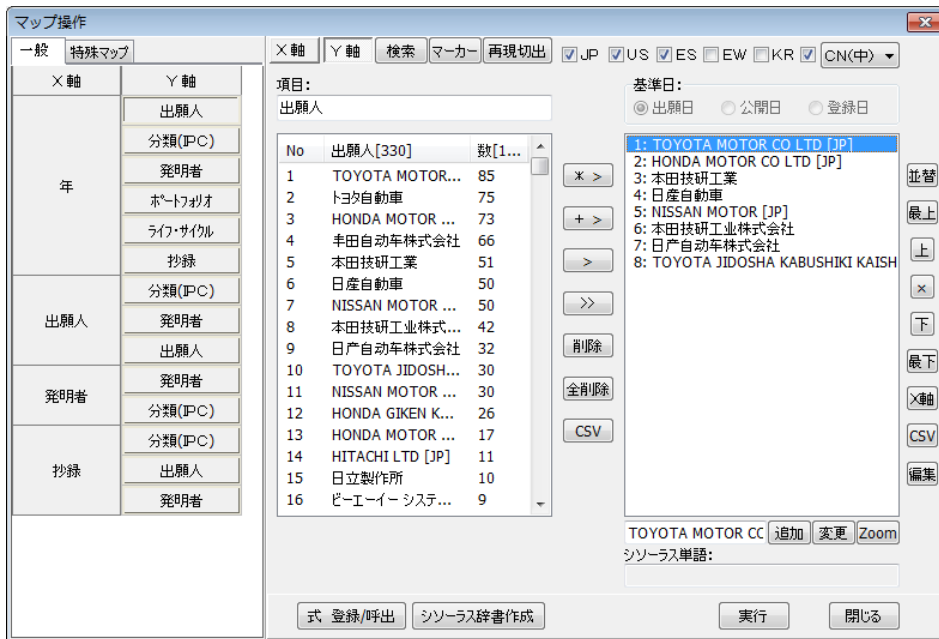 マップ操作
一般 特殊マップ
X 軸 Y 軸
年
出願人
分類(IPC)
発明者
ポートフォリオ
ライフ・サイクル
抄録
出願人
分類(IPC)
発明者
出願人
発明者
発明者
分類(IPC)
抄録
分類(IPC)
出願人
発明者
X 軸 Y 軸 検索 マーカー 再現切出 JP US ES EW KR CN(中)
項目:
出願人
No 出願人[330] 数[1...
1 TOYOTA MOTOR... 85
2 トヨタ自動車 75
3 HONDA MOTOR ... 73
4 丰田自动车株式会社 66
5 本田技研工業 51
6 日産自動車 50
7 NISSAN MOTOR ... 50
8 本田技研工业株式... 42
9 日产自动车株式会社 32
10 TOYOTA JIDOSH... 30
11 NISSAN MOTOR ... 30
12 HONDA GIKEN K... 26
13 HONDA MOTOR ... 17
14 HITACHI LTD [JP] 11
15 日立製作所 10
16 ビーエーイー システ... 9
* >
+ >
>
>>
削除
全削除
CSV
基準日:
出願日 公開日 登録日
1: TOYOTA MOTOR CO LTD [JP]
2: HONDA MOTOR CO LTD [JP]
3: 本田技研工業
4: 日産自動車
5: NISSAN MOTOR [JP]
6: 本田技研工业株式会社
7: 日产自动车株式会社
8: TOYOTA JIDOSHA KABUSHIKI KAISH
並替
最上
上
×
下
最下
X軸
CSV
編集
TOYOTA MOTOR CO 追加 変更 Zoom
シソーラス単語:
式 登録/呼出 シソーラス辞書作成 実行 閉じる